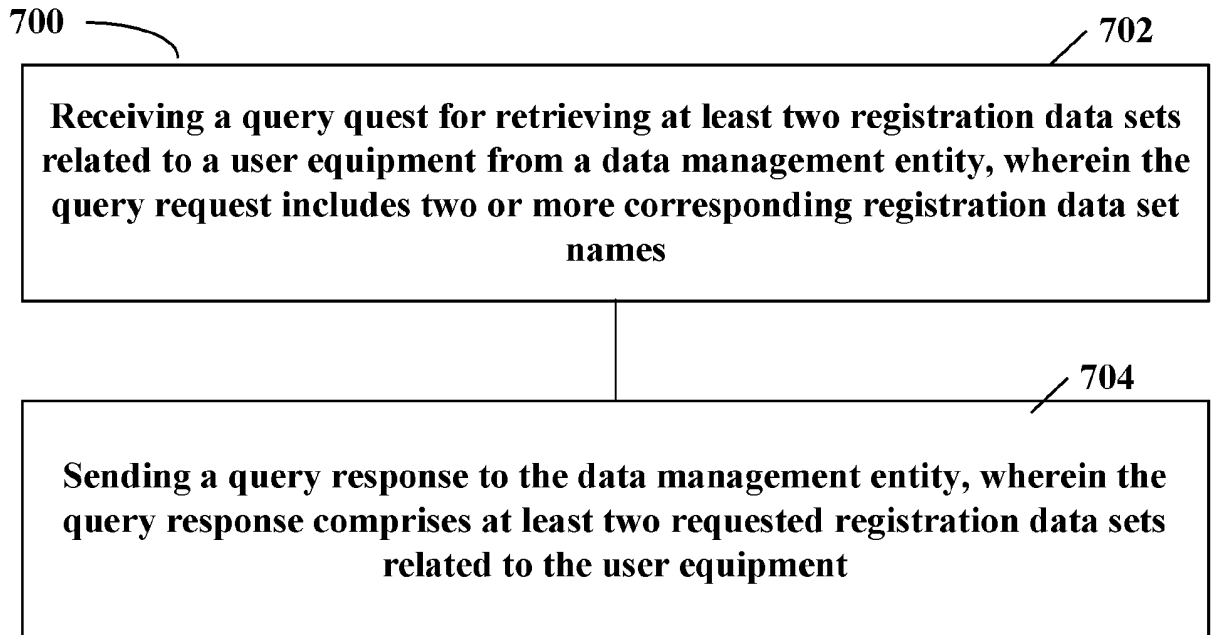 700
702
Receiving a query quest for retrieving at least two registration data sets
related to a user equipment from a data management entity, wherein the
query request includes two or more corresponding registration data set
names
704
Sending a query response to the data management entity, wherein the
query response comprises at least two requested registration data sets
related to the user equipment